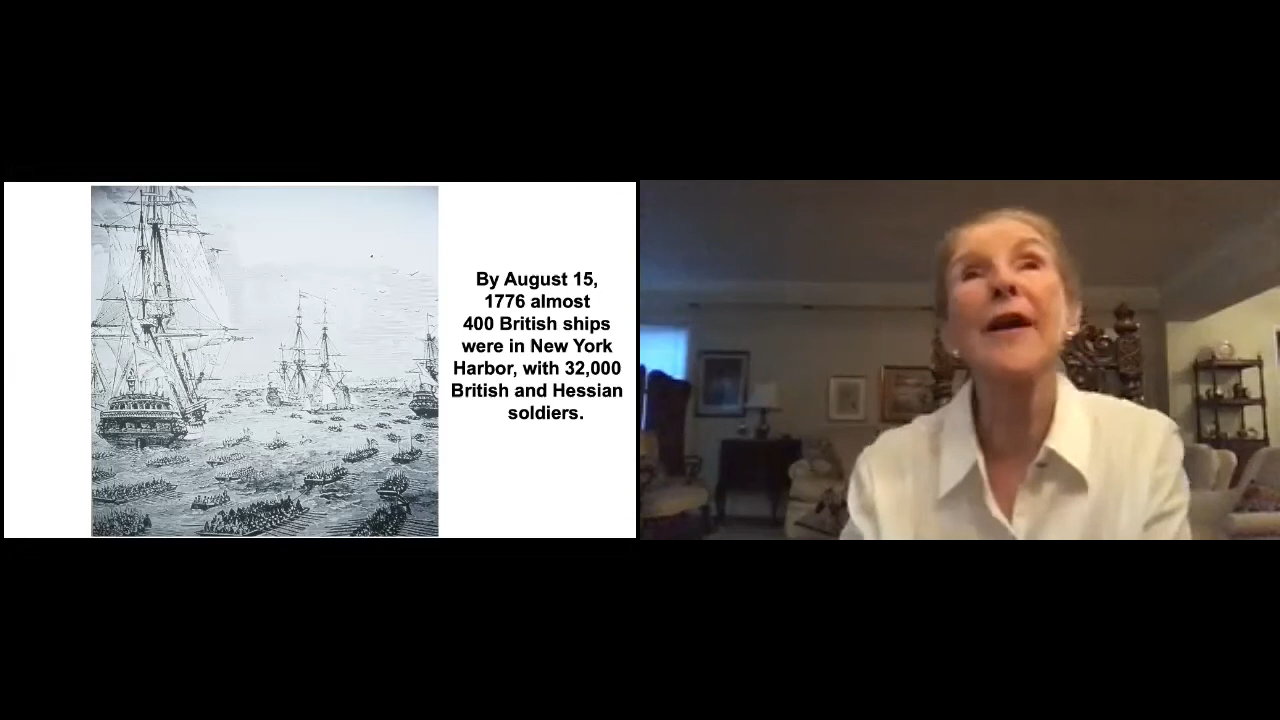 By August 15,
1776 almost
400 British ships
were in New York
Harbor, with 32,000
British and Hessian
soldiers.